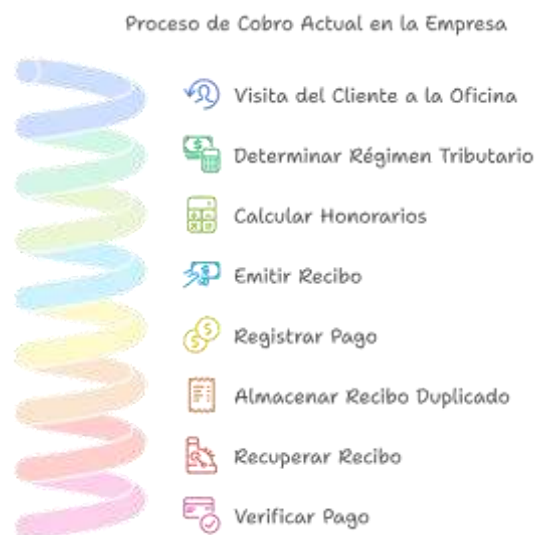 Proceso de Cobro Actual en la Empresa
Visita del Cliente a la Oficina
Determinar Régimen Tributario
Calcular Honorarios
Emitir Recibo
Registrar Pago
Almacenar Recibo Duplicado
Recuperar Recibo
Verificar Pago